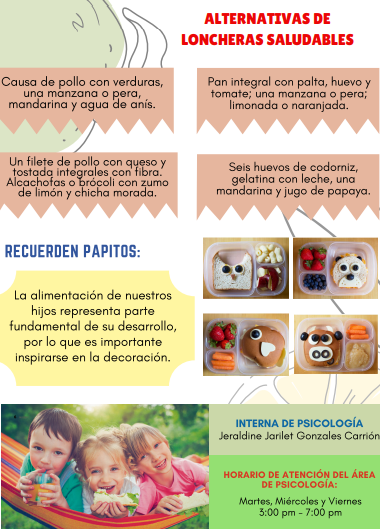 ALTERNATIVAS DE
LONCHERAS SALUDABLES
Causa de pollo con verduras,
una manzana o pera,
mandarina y agua de anís.
Pan integral con palta, huevo y
tomate; una manzana o pera;
limonada o naranjada.
Un filete de pollo con queso y
tostada integrales con fibra.
Alcachofas o brócoli con zumo
de limón y chicha morada.
Seis huevos de codorniz,
gelatina con leche, una
mandarina y jugo de papaya.
RECUERDEN PAPITOS:
La alimentación de nuestros
hijos representa parte
fundamental de su desarrollo,
por lo que es importante
inspirarse en la decoración.
INTERNA DE PSICOLOGÍA
Jeraldine Jarilet Gonzales Carrión
HORARIO DE ATENCIÓN DEL ÁREA
DE PSICOLOGÍA:
Martes, Miércoles y Viernes
3:00 pm - 7:00 pm